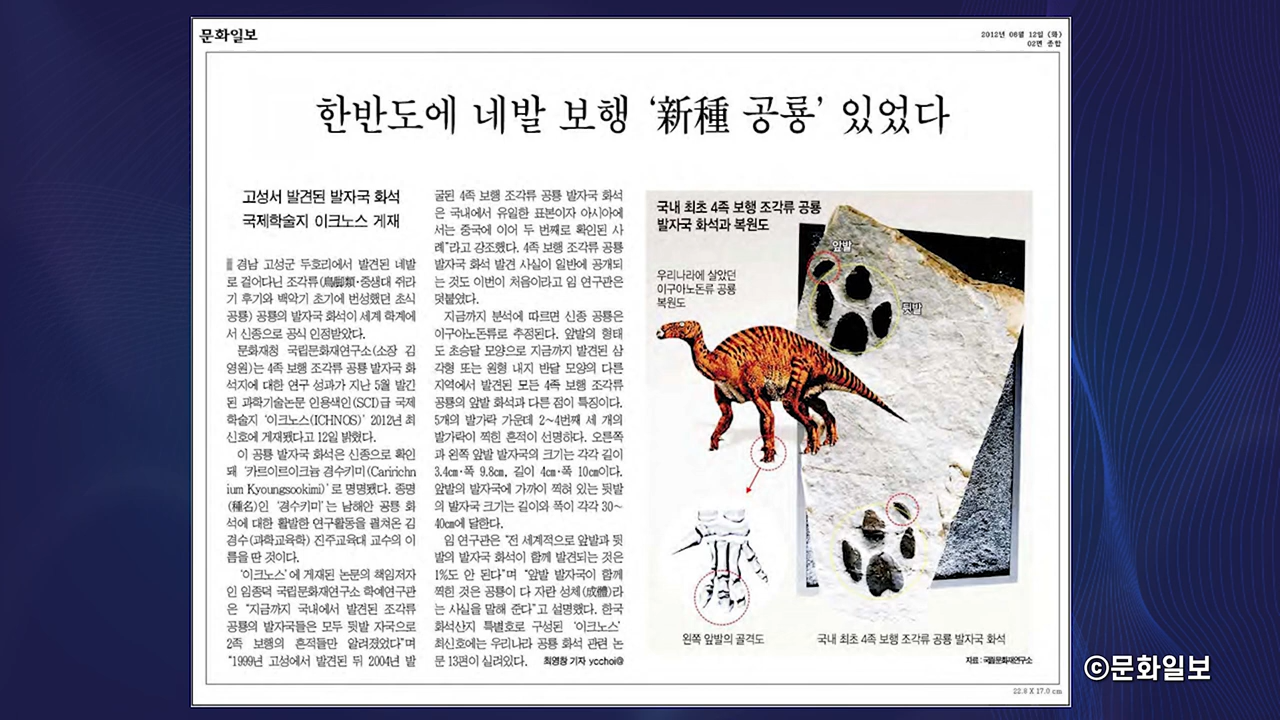 문화일보
2012년 06월 12일 (화)
02면 종합
한반도에 네발 보행 ‘新種 공룡’ 있었다
고성서 발견된 발자국 화석
국제학술지 이크노스 게재
경남 고성군 두호리에서 발견된 네발
로 걸어다닌 조각류(鳥脚類·중생대 쥐라
기 후기와 백악기 초기에 번성했던 초식
공룡) 공룡의 발자국 화석이 세계 학계에
서 신종으로 공식 인정받았다.
문화재청 국립문화재연구소(소장 김
영원)는 4족 보행 조각류 공룡 발자국 화
석지에 대한 연구 성과가 지난 5월 발간
된 과학기술논문 인용색인(SCI)급 국제
학술지 ‘이크노스(ICHNOS)’ 2012년 최
신호에 게재됐다고 12일 밝혔다.
이 공룡 발자국 화석은 신종으로 확인
돼 ‘카르이르이크늄 경수키미(Caririchn
ium Kyoungsookimi)’로 명명됐다. 종명
(種名)인 ‘경수키미’는 남해안 공룡 화
석에 대한 활발한 연구활동을 펼쳐온 김
경수(과학교육학) 진주교육대 교수의 이
름을 딴 것이다.
‘이크노스’에 게재된 논문의 책임저자
인 임종덕 국립문화재연구소 학예연구관
은 “지금까지 국내에서 발견된 조각류
공룡의 발자국들은 모두 뒷발 자국으로
2족 보행의 흔적들만 알려졌었다”며
“1999년 고성에서 발견된 뒤 2004년 발
굴된 4족 보행 조각류 공룡 발자국 화석
은 국내에서 유일한 표본이자 아시아에
서는 중국에 이어 두 번째로 확인된 사
례”라고 강조했다. 4족 보행 조각류 공룡
발자국 화석 발견 사실이 일반에 공개되
는 것도 이번이 처음이라고 임 연구관은
덧붙였다.
지금까지 분석에 따르면 신종 공룡은
이구아노돈류로 추정된다. 앞발의 형태
도 초승달 모양으로 지금까지 발견된 삼
각형 또는 원형 내지 반달 모양의 다른
지역에서 발견된 모든 4족 보행 조각류
공룡의 앞발 화석과 다른 점이 특징이다.
5개의 발가락 가운데 2~4번째 세 개의
발가락이 찍힌 흔적이 선명하다. 오른쪽
과 왼쪽 앞발 발자국의 크기는 각각 길이
3.4㎝·폭 9.8㎝, 길이 4㎝·폭 10㎝이다.
앞발의 발자국에 가까이 찍혀 있는 뒷발
의 발자국 크기는 길이와 폭이 각각 30~
40㎝에 달한다.
임 연구관은 “전 세계적으로 앞발과 뒷
발의 발자국 화석이 함께 발견되는 것은
1%도 안 된다”며 “앞발 발자국이 함께
찍힌 것은 공룡이 다 자란 성체(成體)라
는 사실을 말해 준다”고 설명했다. 한국
화석산지 특별호로 구성된 ‘이크노스’
최신호에는 우리나라 공룡 화석 관련 논
문 13편이 실려있다. 최영창 기자 ycchoi@
국내 최초 4족 보행 조각류 공룡
발자국 화석과 복원도
앞발
우리나라에 살았던
이구아노돈류 공룡
복원도
뒷발
왼쪽 앞발의 골격도
국내 최초 4족 보행 조각류 공룡 발자국 화석
자료 : 국립문화재연구소
22.8 X 17.0 cm
ⓒ문화일보